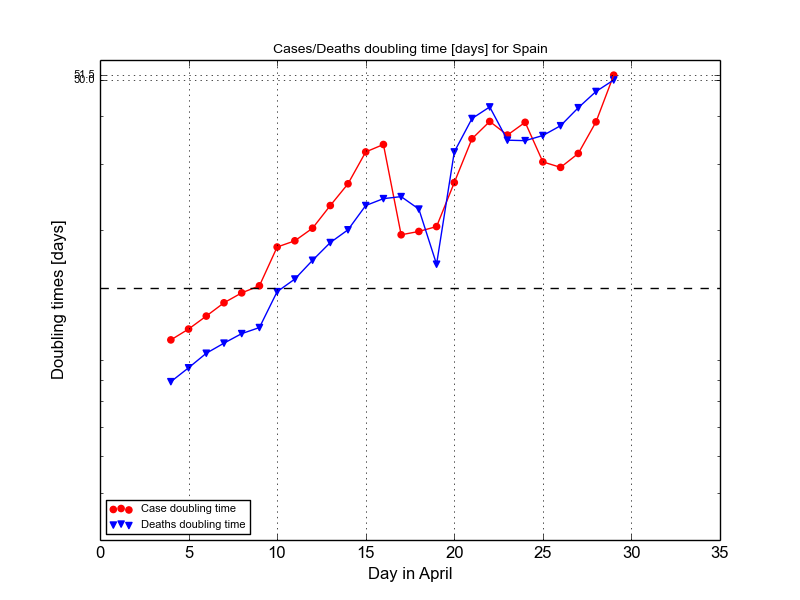 Cases/Deaths doubling time [days] for Spain
51.5
50.0
Doubling times [days]
Case doubling time
Deaths doubling time
0 5 10 15 20 25 30 35
Day in April